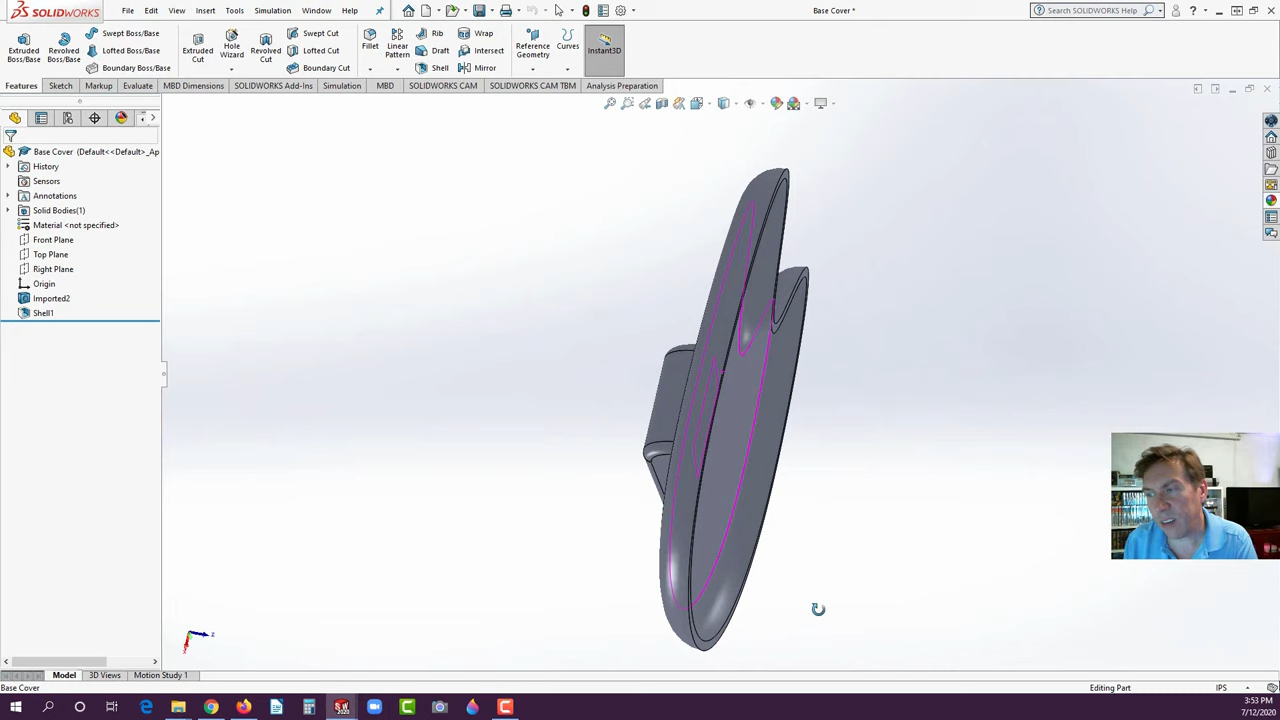 SOLIDWORKS File Edit View Insert Tools Simulation Window Help Base Cover * Search SOLIDWORKS Help
Extruded Boss/Base
Revolved Boss/Base
Swept Boss/Base
Lofted Boss/Base
Boundary Boss/Base
Extruded Cut
Hole Wizard
Revolved Cut
Swept Cut
Lofted Cut
Boundary Cut
Fillet
Linear Pattern
Rib
Draft
Shell
Wrap
Intersect
Mirror
Reference Geometry
Curves
Instant3D
Features Sketch Markup Evaluate MBD Dimensions SOLIDWORKS Add-Ins Simulation MBD SOLIDWORKS CAM SOLIDWORKS CAM TBM Analysis Preparation
Base Cover (Default<<Default>_Ap
History
Sensors
Annotations
Solid Bodies(1)
Material <not specified>
Front Plane
Top Plane
Right Plane
Origin
Imported2
Shell1
z
Model 3D Views Motion Study 1
Base Cover Editing Part IPS
3:53 PM
7/12/2020